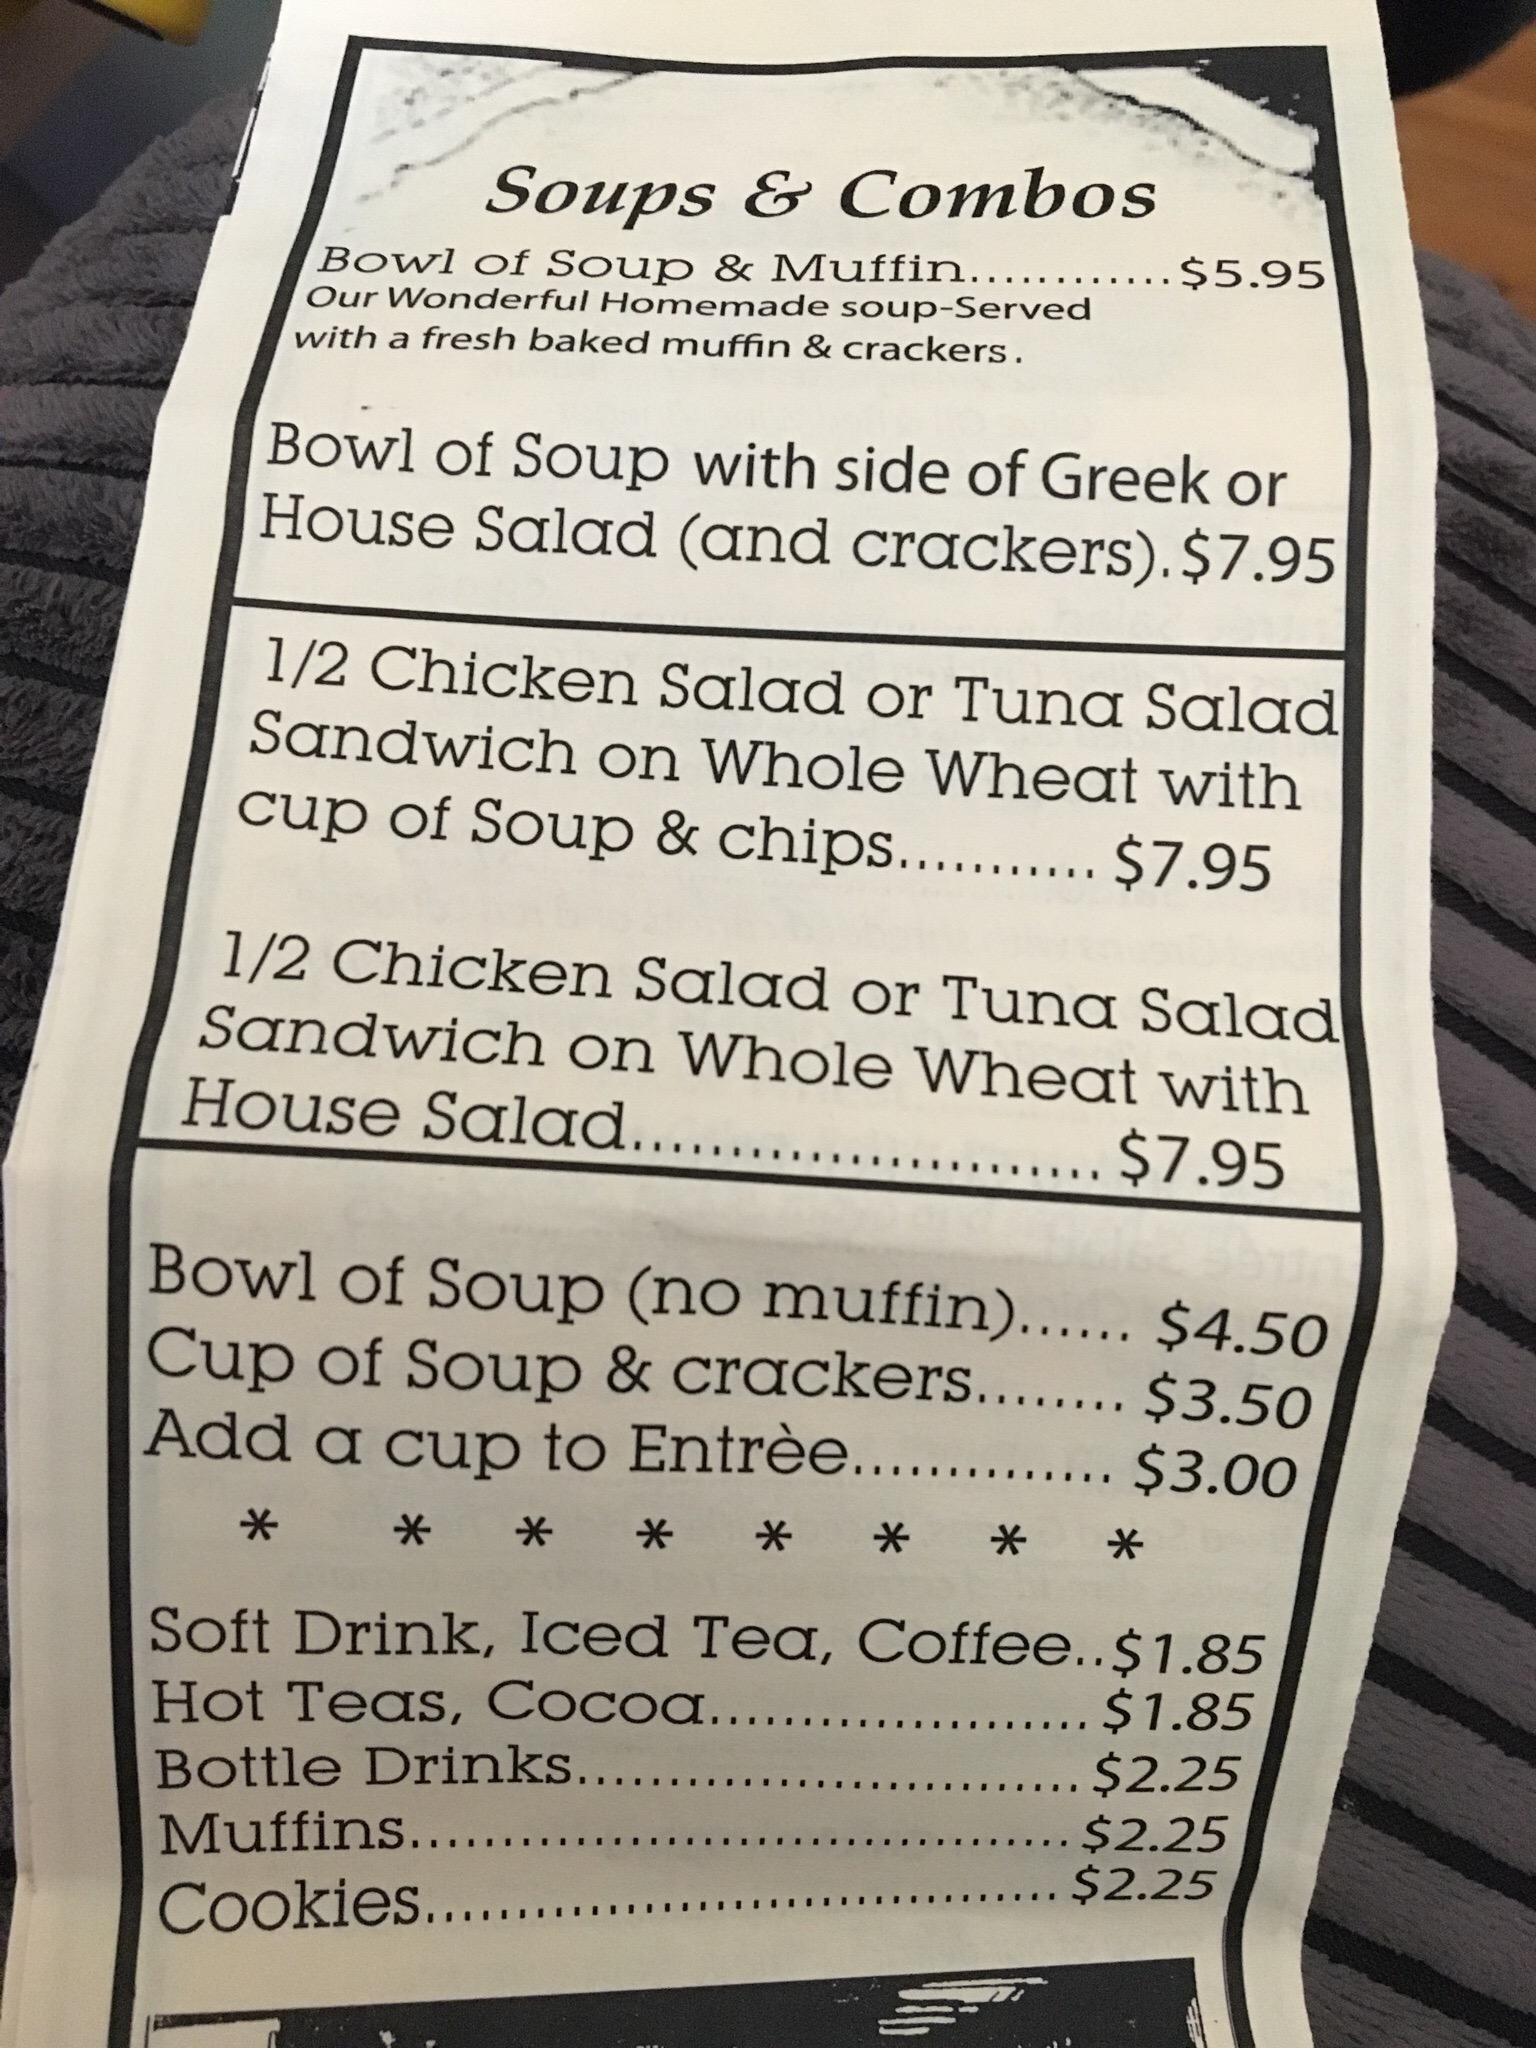 Soups & Combos
Bowl of Soup & Muffin............$5.95
Our Wonderful Homemade soup-Served
with a fresh baked muffin & crackers.
Bowl of Soup with side of Greek or
House Salad (and crackers).$7.95
1/2 Chicken Salad or Tuna Salad
Sandwich on Whole Wheat with
cup of Soup & chips........... $7.95
1/2 Chicken Salad or Tuna Salad
Sandwich on Whole Wheat with
House Salad.......................... $7.95
Bowl of Soup (no muffin)...... $4.50
Cup of Soup & crackers........ $3.50
Add a cup to Entrèe.............. $3.00
* * * * * * * *
Soft Drink, Iced Tea, Coffee..$1.85
Hot Teas, Cocoa..................... $1.85
Bottle Drinks............................ $2.25
Muffins.....................................$2.25
Cookies................................... $2.25